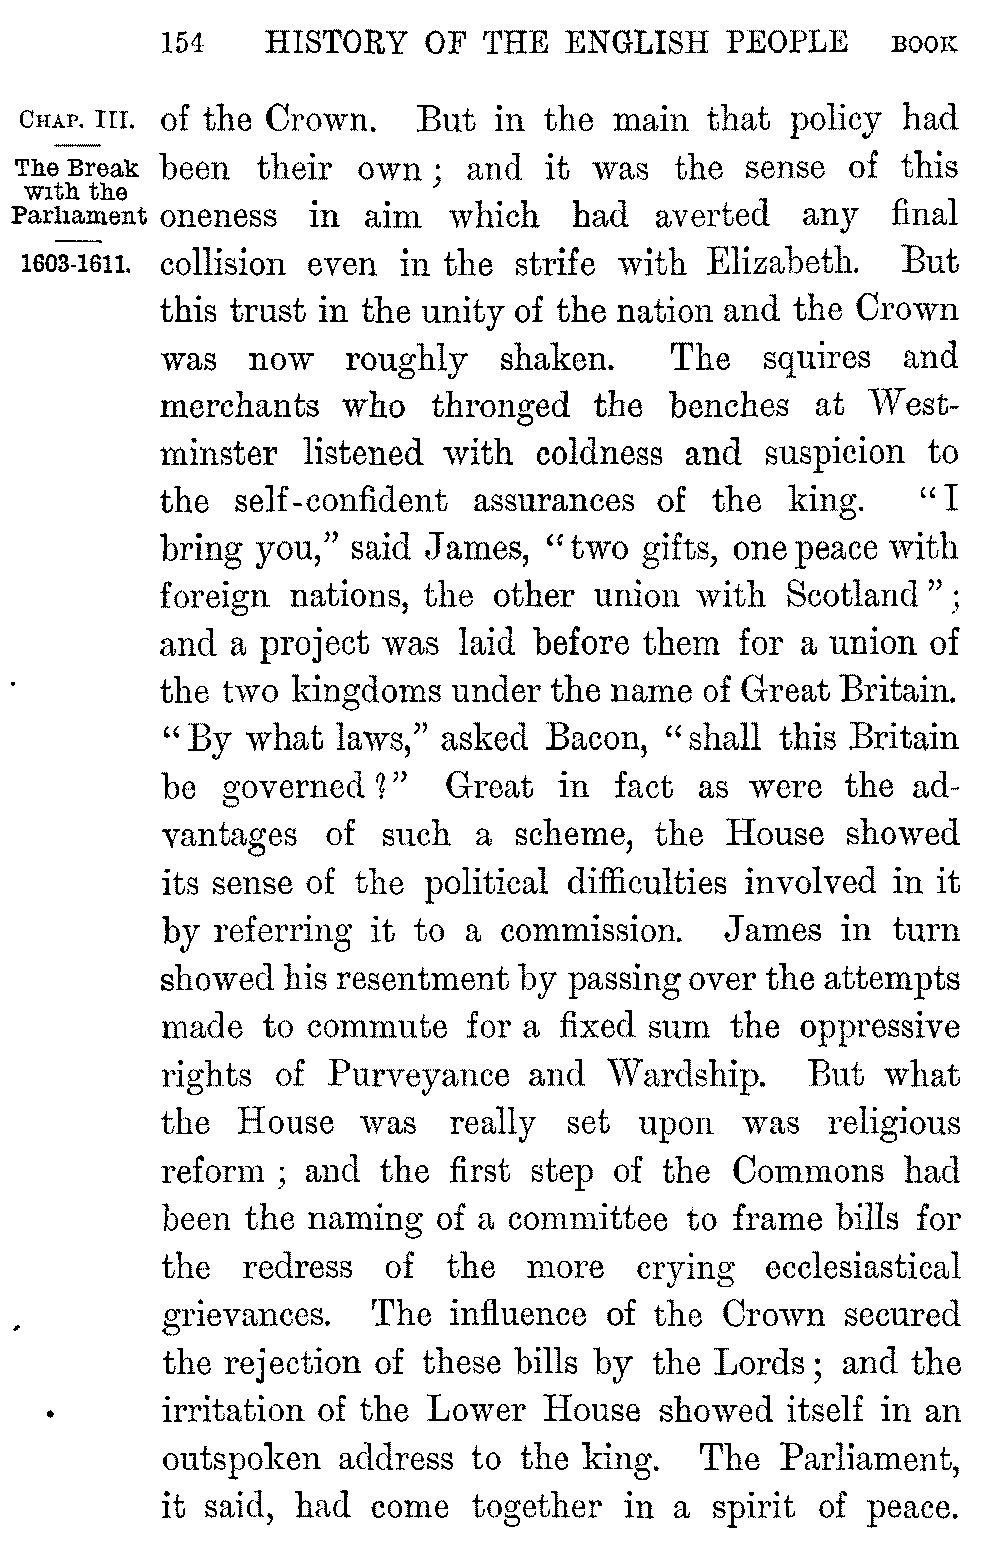 154 HISTORY OF THE ENGLISH PEOPLE BOOK
CHAP. III.
The Break
with the
Parliament
1603-1611.
of the Crown. But in the main that policy had
been their own; and it was the sense of this
oneness in aim which had averted any final
collision even in the strife with Elizabeth. But
this trust in the unity of the nation and the Crown
was now roughly shaken. The squires and
merchants who thronged the benches at West-
minster listened with coldness and suspicion to
the self-confident assurances of the king. "I
bring you," said James, "two gifts, one peace with
foreign nations, the other union with Scotland";
and a project was laid before them for a union of
the two kingdoms under the name of Great Britain.
"By what laws," asked Bacon, "shall this Britain
be governed?" Great in fact as were the ad-
vantages of such a scheme, the House showed
its sense of the political difficulties involved in it
by referring it to a commission. James in turn
showed his resentment by passing over the attempts
made to commute for a fixed sum the oppressive
rights of Purveyance and Wardship. But what
the House was really set upon was religious
reform; and the first step of the Commons had
been the naming of a committee to frame bills for
the redress of the more crying ecclesiastical
grievances. The influence of the Crown secured
the rejection of these bills by the Lords; and the
irritation of the Lower House showed itself in an
outspoken address to the king. The Parliament,
it said, had come together in a spirit of peace.